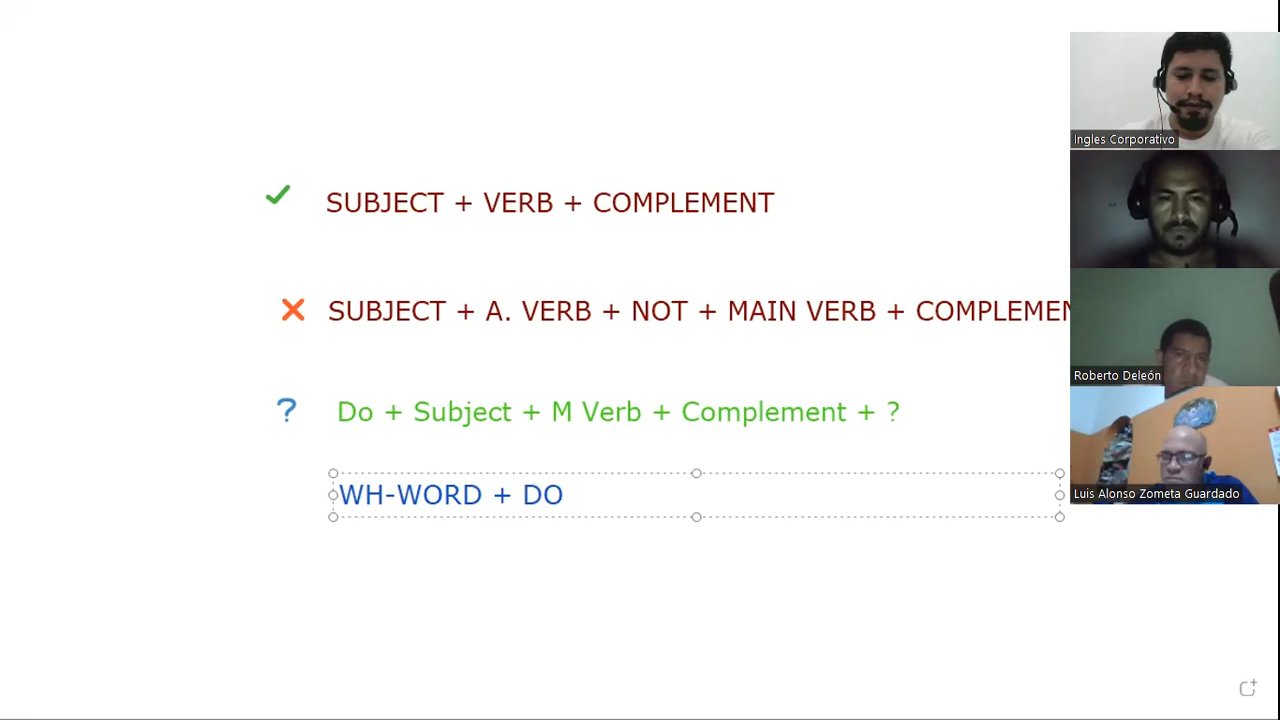 SUBJECT + VERB + COMPLEMENT
SUBJECT + A. VERB + NOT + MAIN VERB + COMPLEMEN
? Do + Subject + M Verb + Complement + ?
WH-WORD + DO
Ingles Corporativo
Roberto Deleón
Luis Alonso Zometa Guardado